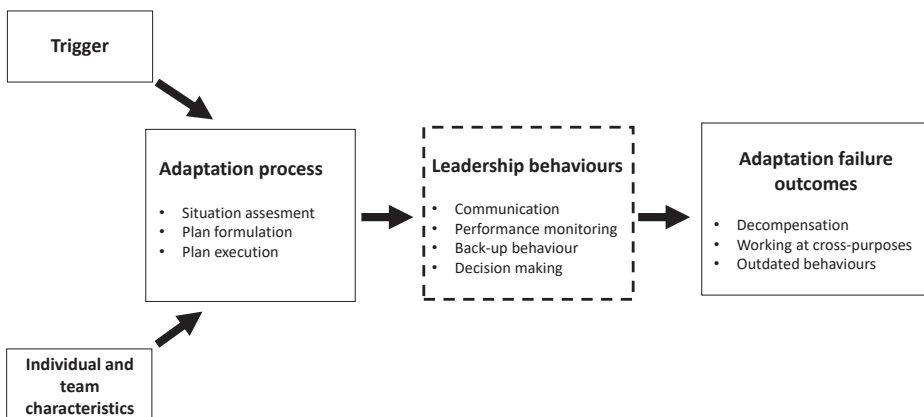 Trigger
Adaptation process
• Situation assesment
• Plan formulation
• Plan execution
Leadership behaviours
• Communication
• Performance monitoring
• Back-up behaviour
• Decision making
Adaptation failure
outcomes
• Decompensation
• Working at cross-purposes
• Outdated behaviours
Individual and
team
characteristics